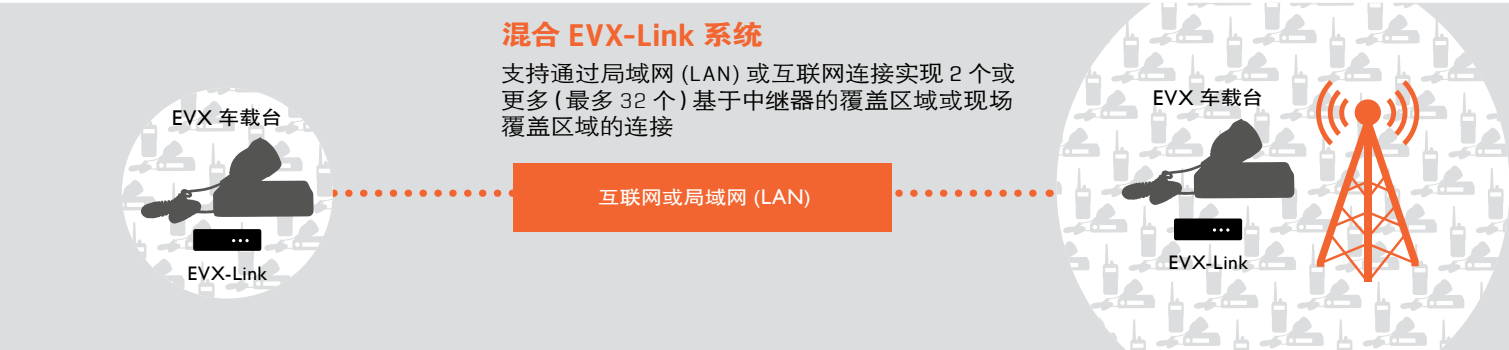 混合 EVX-Link 系统
支持通过局域网 (LAN) 或互联网连接实现 2 个或
更多 (最多 32 个) 基于中继器的覆盖区域或现场
覆盖区域的连接
EVX 车载台
EVX-Link
互联网或局域网 (LAN)
EVX 车载台
EVX-Link